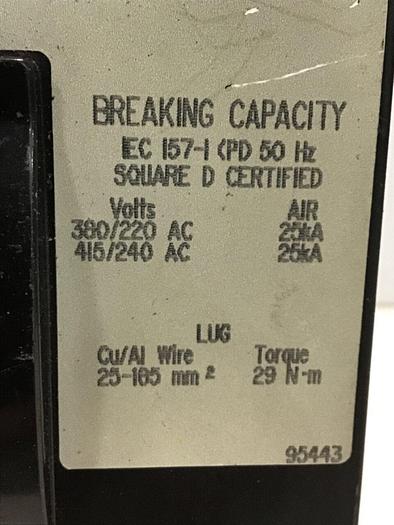 BREAKING CAPACITY
IEC 157-1 (PD 50 Hz
SQUARE D CERTIFIED
Volts AIR
380/220 AC 25kA
415/240 AC 25kA
LUG
Cu/Al Wire Torque
25-185 mm² 29 N-m
95443